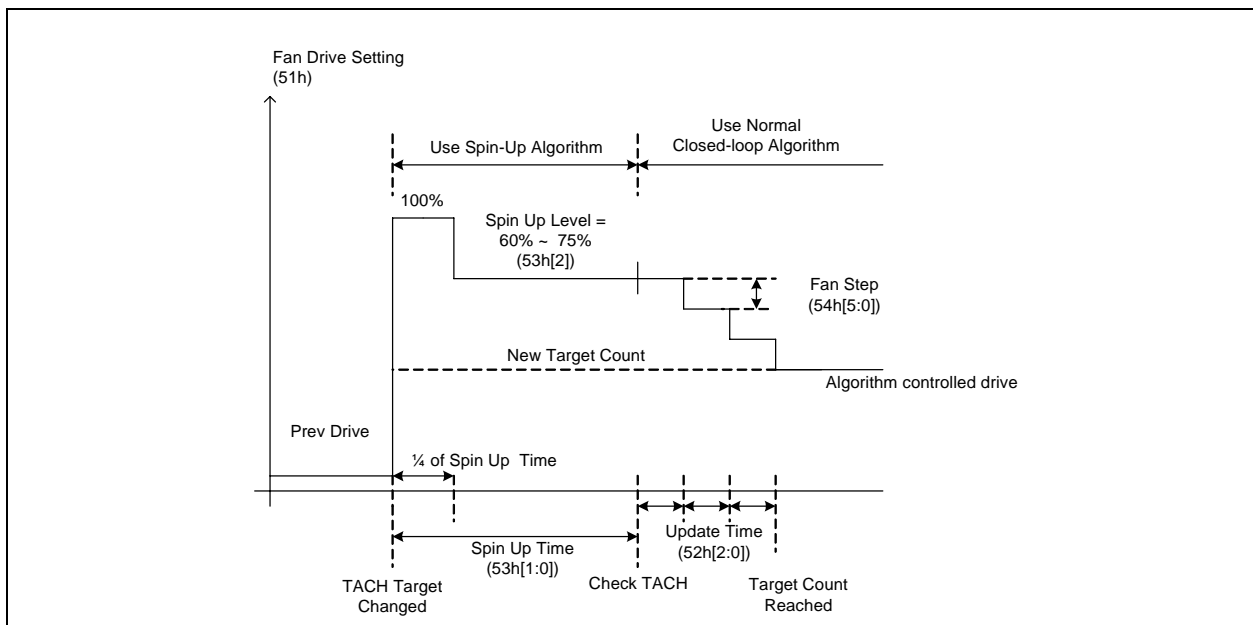 Fan Drive Setting
(51h)
Use Spin-Up Algorithm
Use Normal
Closed-loop Algorithm
100%
Spin Up Level =
60% ~ 75%
(53h[2])
Fan Step
(54h[5:0])
New Target Count
Algorithm controlled drive
Prev Drive
¼ of Spin Up Time
Spin Up Time
(53h[1:0])
Update Time
(52h[2:0])
TACH Target
Changed
Check TACH
Target Count
Reached